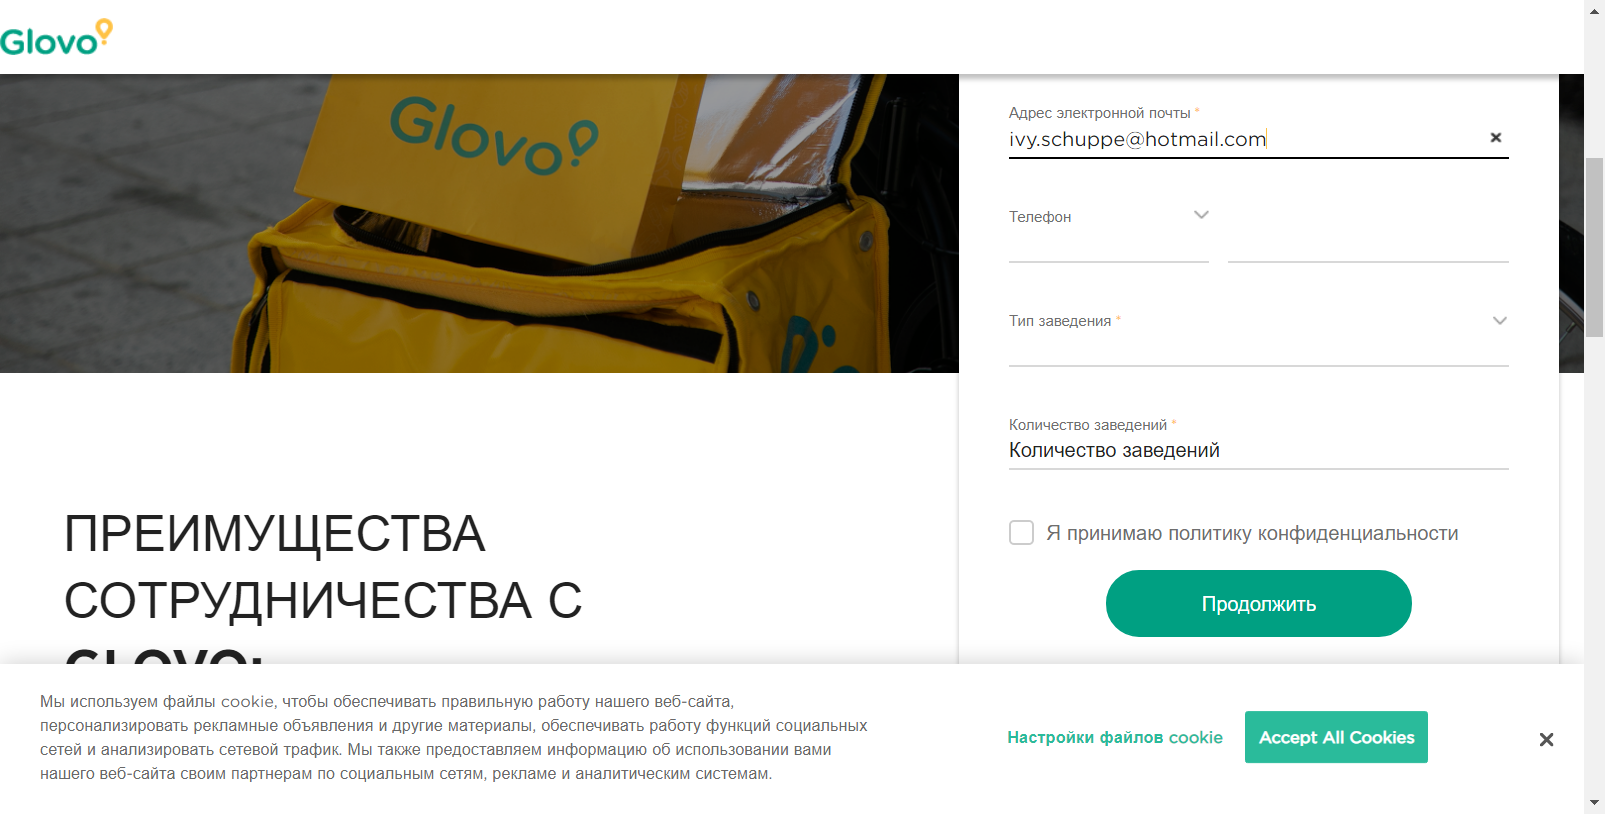 Glovo
Glovo
Адрес электронной почты *
ivy.schuppe@hotmail.com
Телефон
Тип заведения *
Количество заведений *
Количество заведений
Я принимаю политику конфиденциальности
Продолжить
ПРЕИМУЩЕСТВА
СОТРУДНИЧЕСТВА С
GLOVO:
Мы используем файлы cookie, чтобы обеспечивать правильную работу нашего веб-сайта,
персонализировать рекламные объявления и другие материалы, обеспечивать работу функций социальных
сетей и анализировать сетевой трафик. Мы также предоставляем информацию об использовании вами
нашего веб-сайта своим партнерам по социальным сетям, рекламе и аналитическим системам.
Настройки файлов cookie
Accept All Cookies